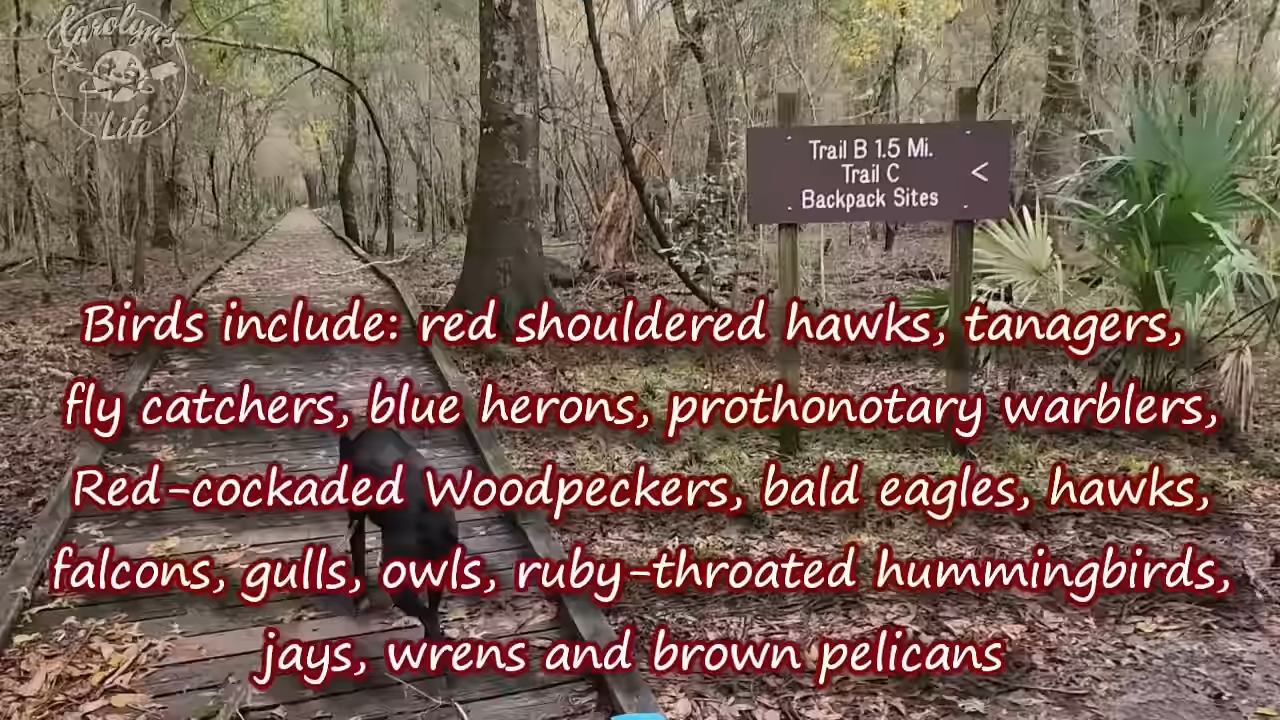 Karolyn's
Life
Trail B 1.5 Mi.
Trail C <
Backpack Sites
Birds include: red shouldered hawks, tanagers,
fly catchers, blue herons, prothonotary warblers,
Red-cockaded Woodpeckers, bald eagles, hawks,
falcons, gulls, owls, ruby-throated hummingbirds,
jays, wrens and brown pelicans